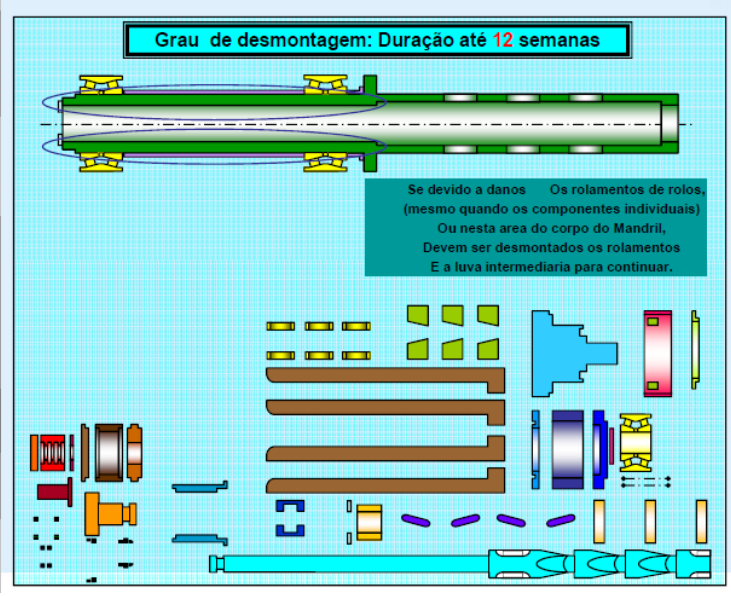 Grau de desmontagem: Duração até 12 semanas
Se devido a danos Os rolamentos de rolos,
(mesmo quando os componentes individuais)
Ou nesta area do corpo do Mandril,
Devem ser desmontados os rolamentos
E a luva intermediaria para continuar.